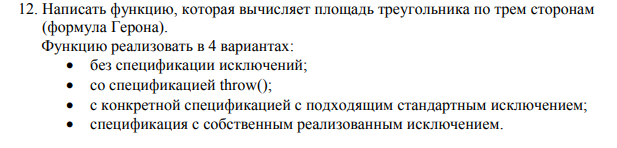 12. Написать функцию, которая вычисляет площадь треугольника по трем сторонам
(формула Герона).
Функцию реализовать в 4 вариантах:
• без спецификации исключений;
• со спецификацией throw();
• с конкретной спецификацией с подходящим стандартным исключением;
• спецификация с собственным реализованным исключением.